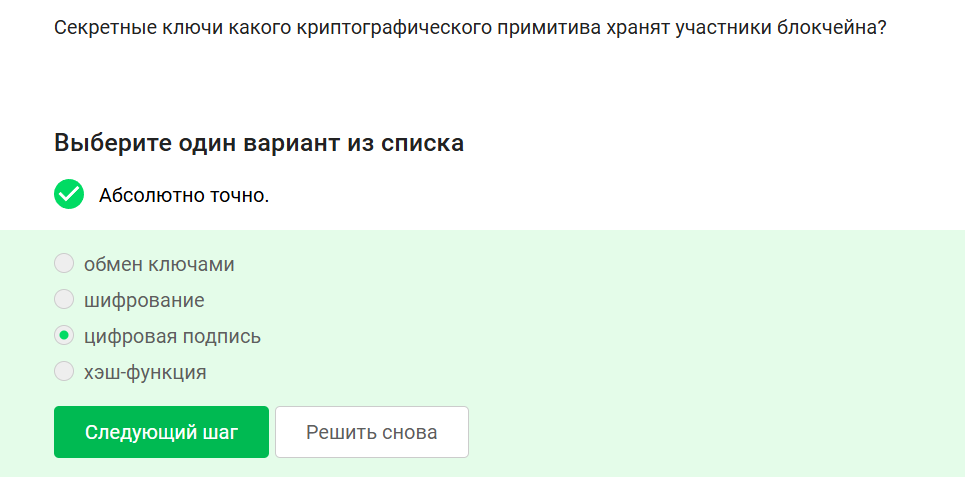 Секретные ключи какого криптографического примитива хранят участники блокчейна?
Выберите один вариант из списка
Абсолютно точно.
обмен ключами
шифрование
цифровая подпись
хэш-функция
Следующий шаг
Решить снова